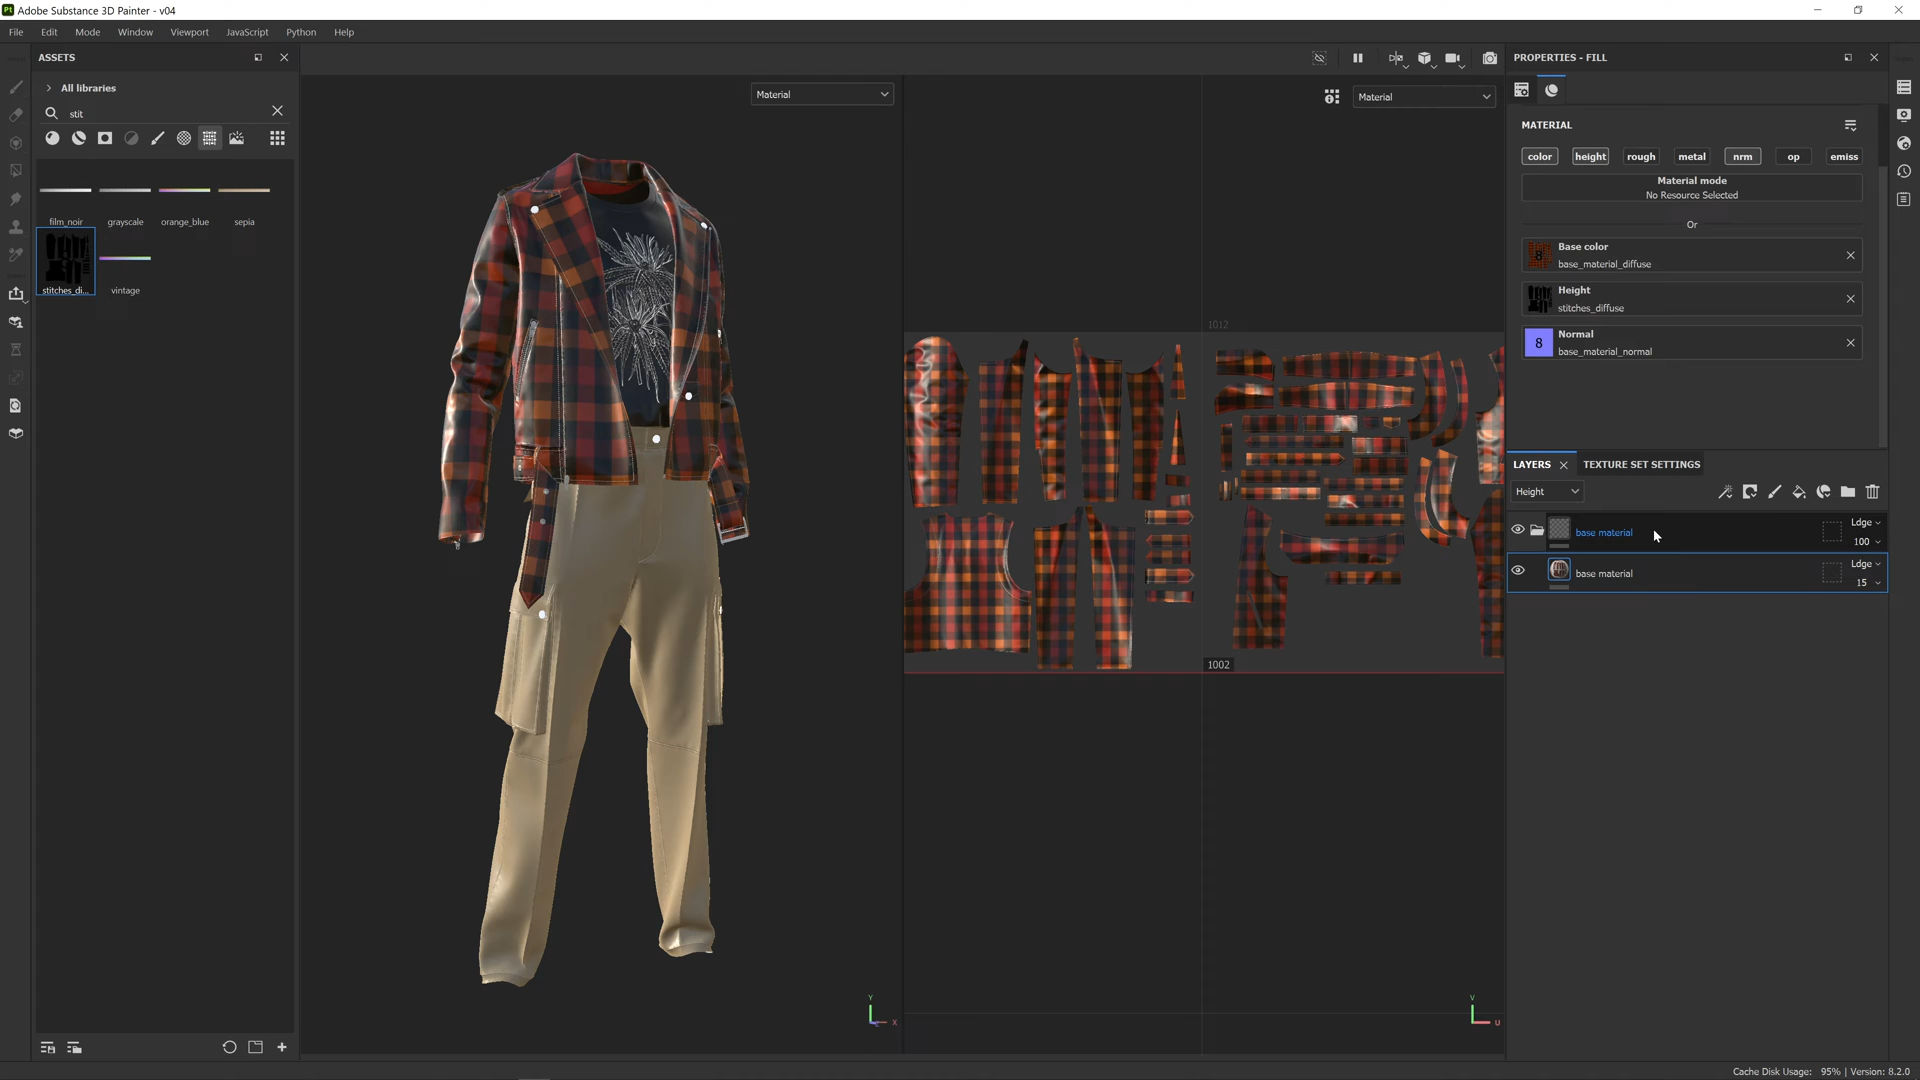 Pt Adobe Substance 3D Painter - v04
File Edit Mode Window Viewport JavaScript Python Help
ASSETS
All libraries
stit
film_noir grayscale orange_blue sepia
stitches_di... vintage
Material
Y
X
Material
1012
1002
V
U
PROPERTIES - FILL
MATERIAL
color height rough metal nrm op emiss
Material mode
No Resource Selected
Or
8 Base color
base_material_diffuse
Height
stitches_diffuse
8 Normal
base_material_normal
LAYERS TEXTURE SET SETTINGS
Height
base material Ldge
100
base material Ldge
15
Cache Disk Usage: 95% | Version: 8.2.0